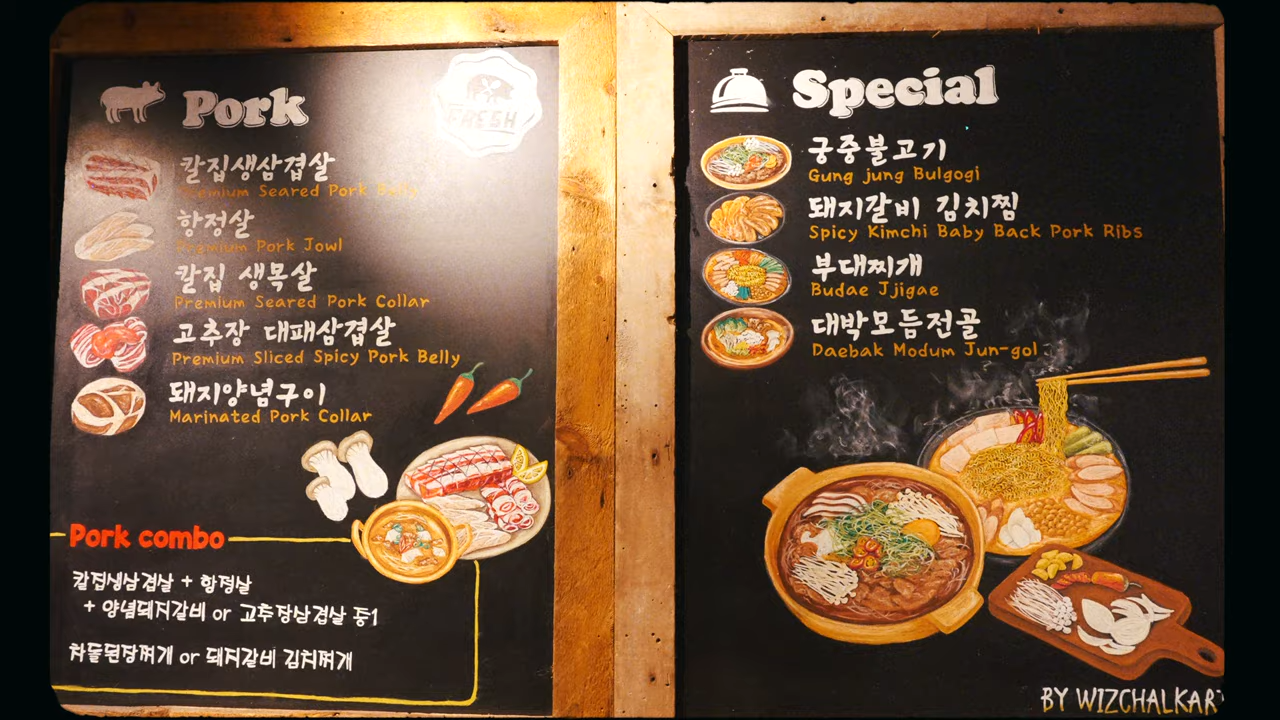 Pork
FRESH
칼집생삼겹살
Premium Seared Pork Belly
항정살
Premium Pork Jowl
칼집 생목살
Premium Seared Pork Collar
고추장 대패삼겹살
Premium Sliced Spicy Pork Belly
돼지양념구이
Marinated Pork Collar
Pork combo
칼집생삼겹살 + 항정살
+ 양념돼지갈비 or 고추장삼겹살 등1
차돌된장찌개 or 돼지갈비 김치찌개
Special
궁중불고기
Gung jung Bulgogi
돼지갈비 김치찜
Spicy Kimchi Baby Back Pork Ribs
부대찌개
Budae Jjigae
대박모듬전골
Daebak Modum Jun-gol
BY WIZCHALKAR